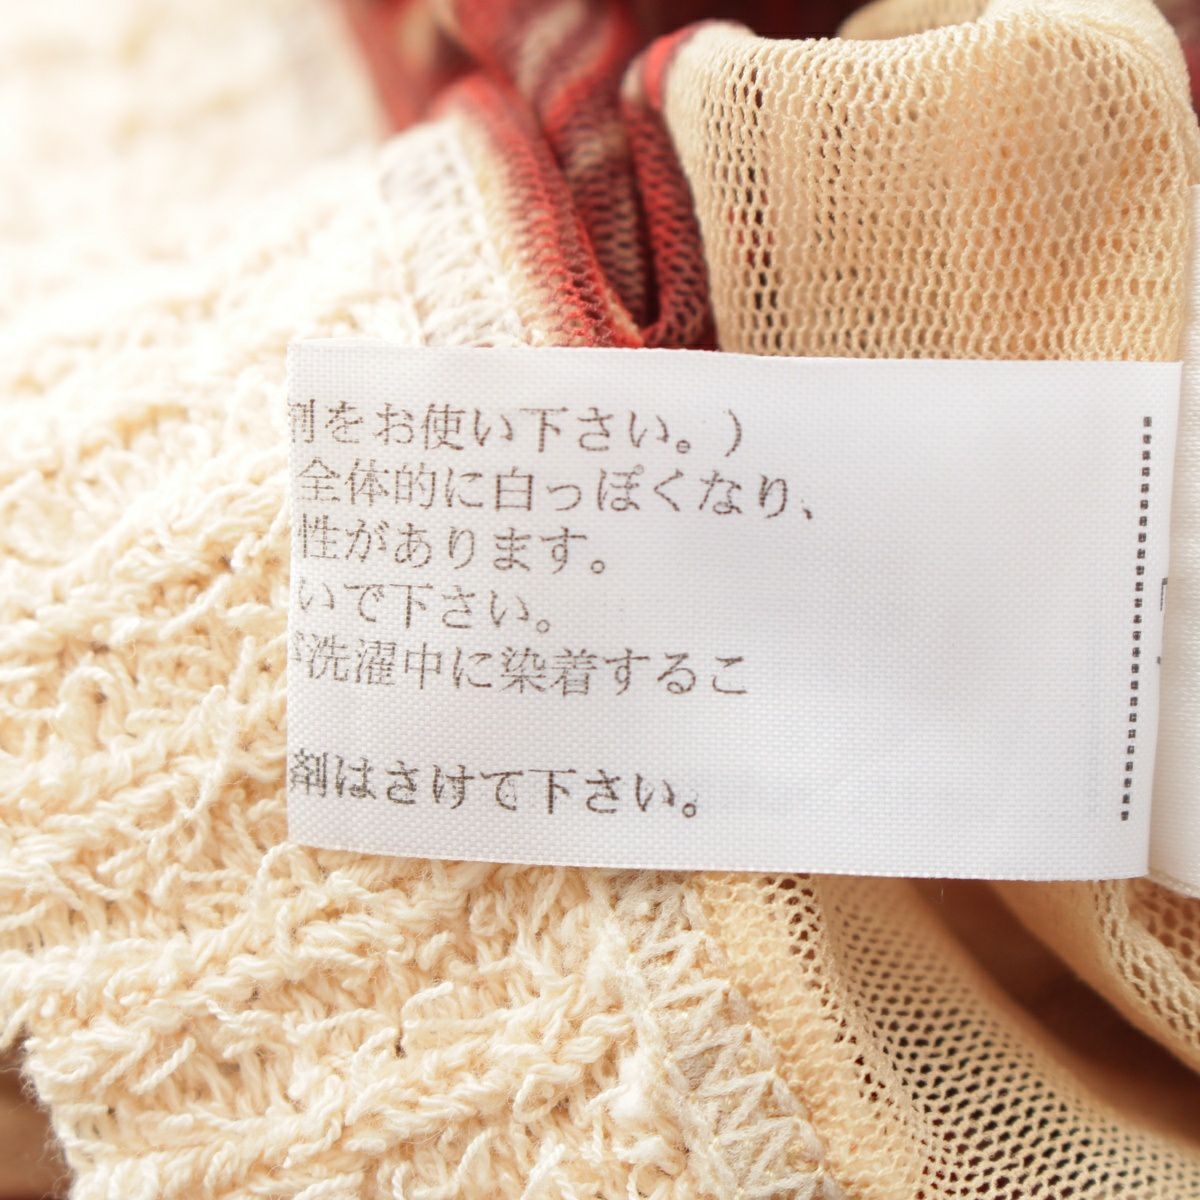 剤をお使い下さい。)
全体的に白っぽくなり、
性があります。
いで下さい。
洗濯中に染着するこ
剤はさけて下さい。